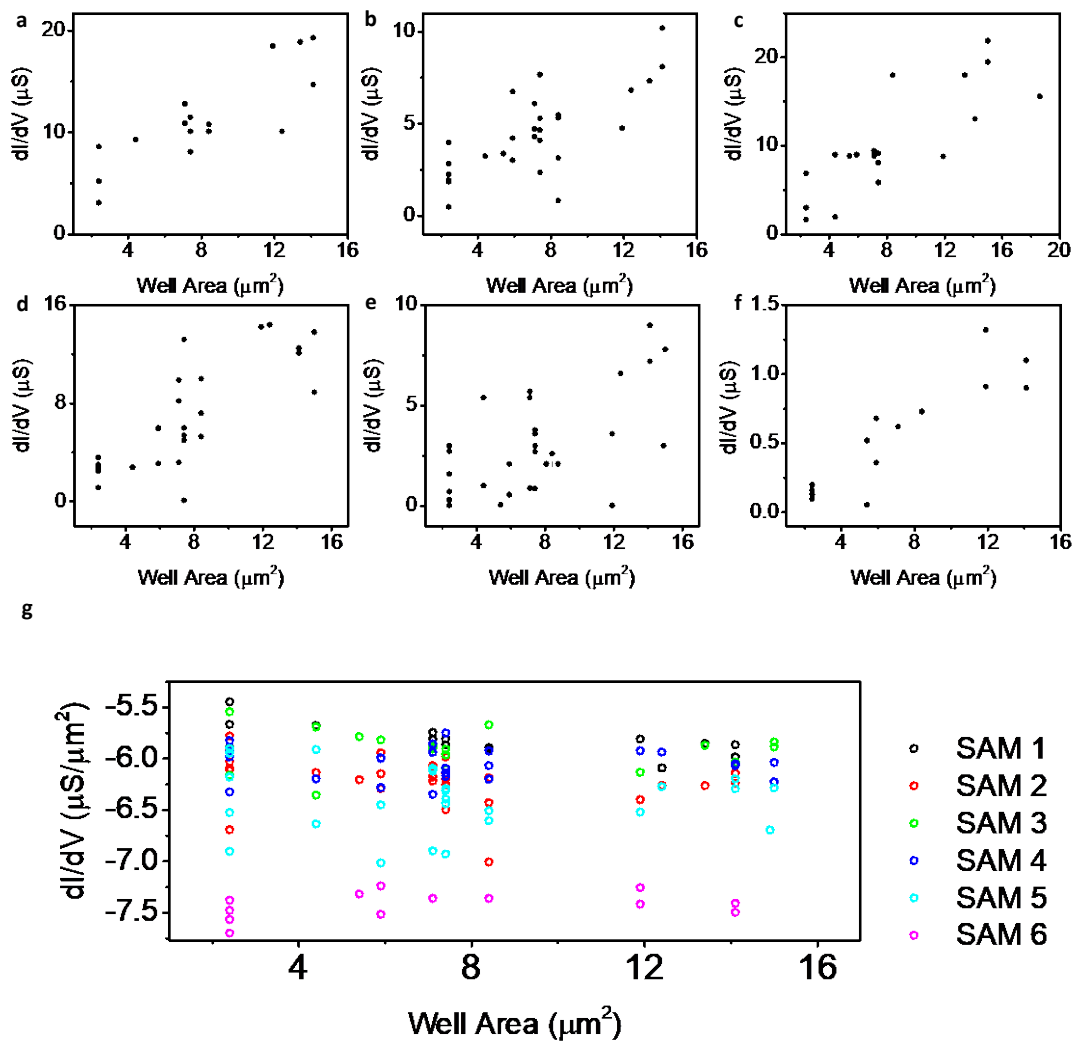 a
b
c
20
10
0
dI/dV (μS)
4
8
12
16
Well Area (μm²)
10
5
0
dI/dV (μS)
4
8
12
16
Well Area (μm²)
20
10
0
dI/dV (μS)
4
8
12
16
20
Well Area (μm²)
d
e
f
16
8
0
dI/dV (μS)
4
8
12
16
Well Area (μm²)
10
5
0
dI/dV (μS)
4
8
12
16
Well Area (μm²)
1.5
1.0
0.5
0.0
dI/dV (μS)
4
8
12
16
Well Area (μm²)
g
−5.5
−6.0
−6.5
−7.0
−7.5
dI/dV (μS/μm²)
4
8
12
16
Well Area (μm²)
SAM 1
SAM 2
SAM 3
SAM 4
SAM 5
SAM 6